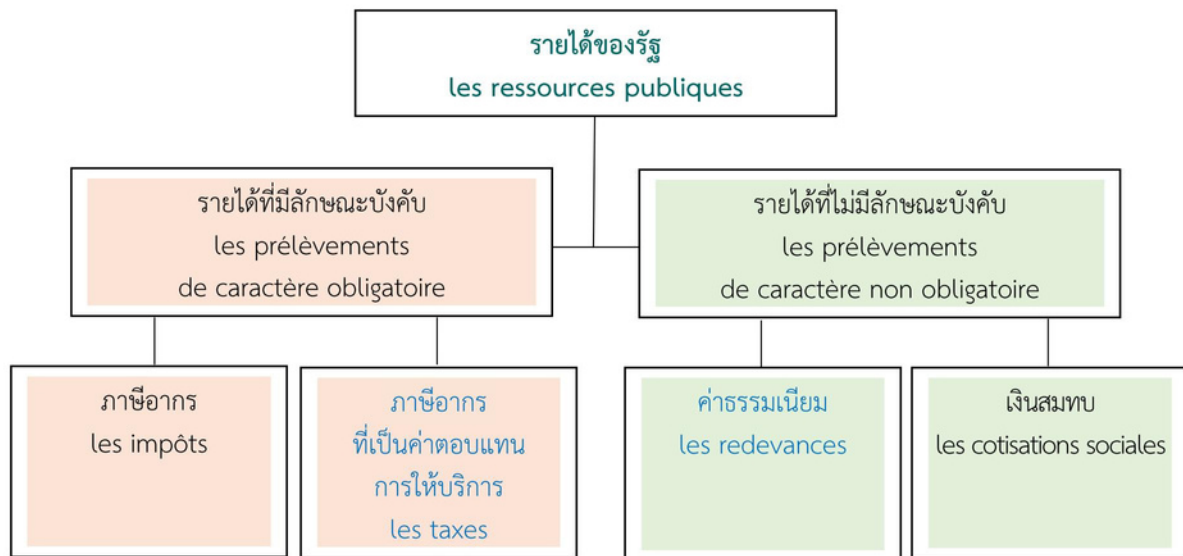 รายได้ของรัฐ
les ressources publiques
รายได้ที่มีลักษณะบังคับ
les prélèvements
de caractère obligatoire
รายได้ที่ไม่มีลักษณะบังคับ
les prélèvements
de caractère non obligatoire
ภาษีอากร
les impôts
ภาษีอากร
ที่เป็นค่าตอบแทน
การให้บริการ
les taxes
ค่าธรรมเนียม
les redevances
เงินสมทบ
les cotisations sociales